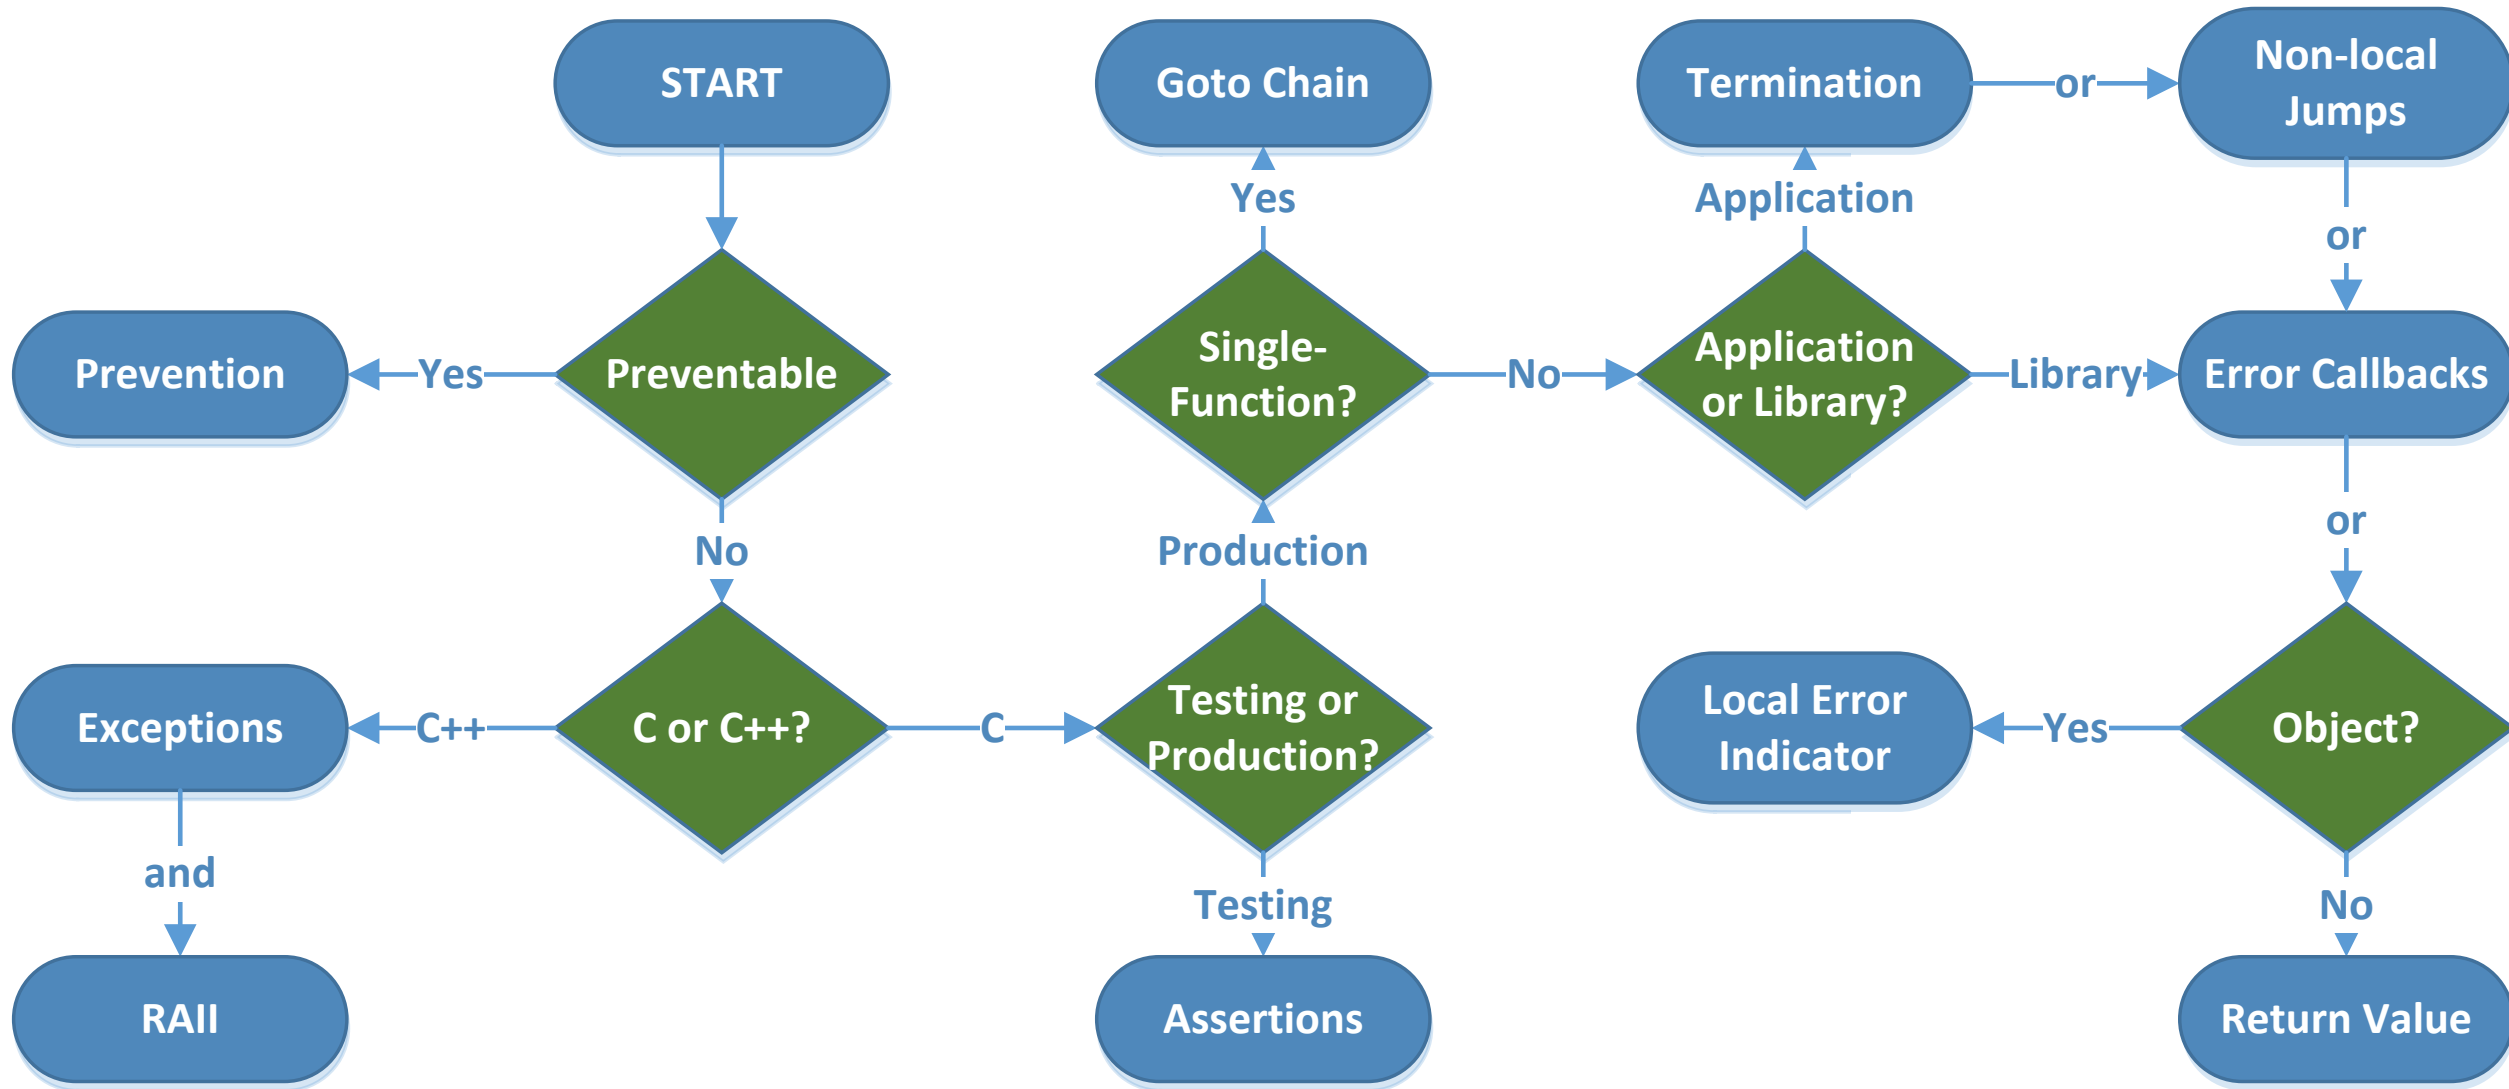 START
Goto Chain
Termination
or
Non-local
Jumps
Yes
Application
or
Prevention
Yes
Preventable
Single-
Function?
No
Application
or Library?
Library
Error Callbacks
No
Production
or
Exceptions
C++
C or C++?
C
Testing or
Production?
Local Error
Indicator
Yes
Object?
and
Testing
No
RAII
Assertions
Return Value